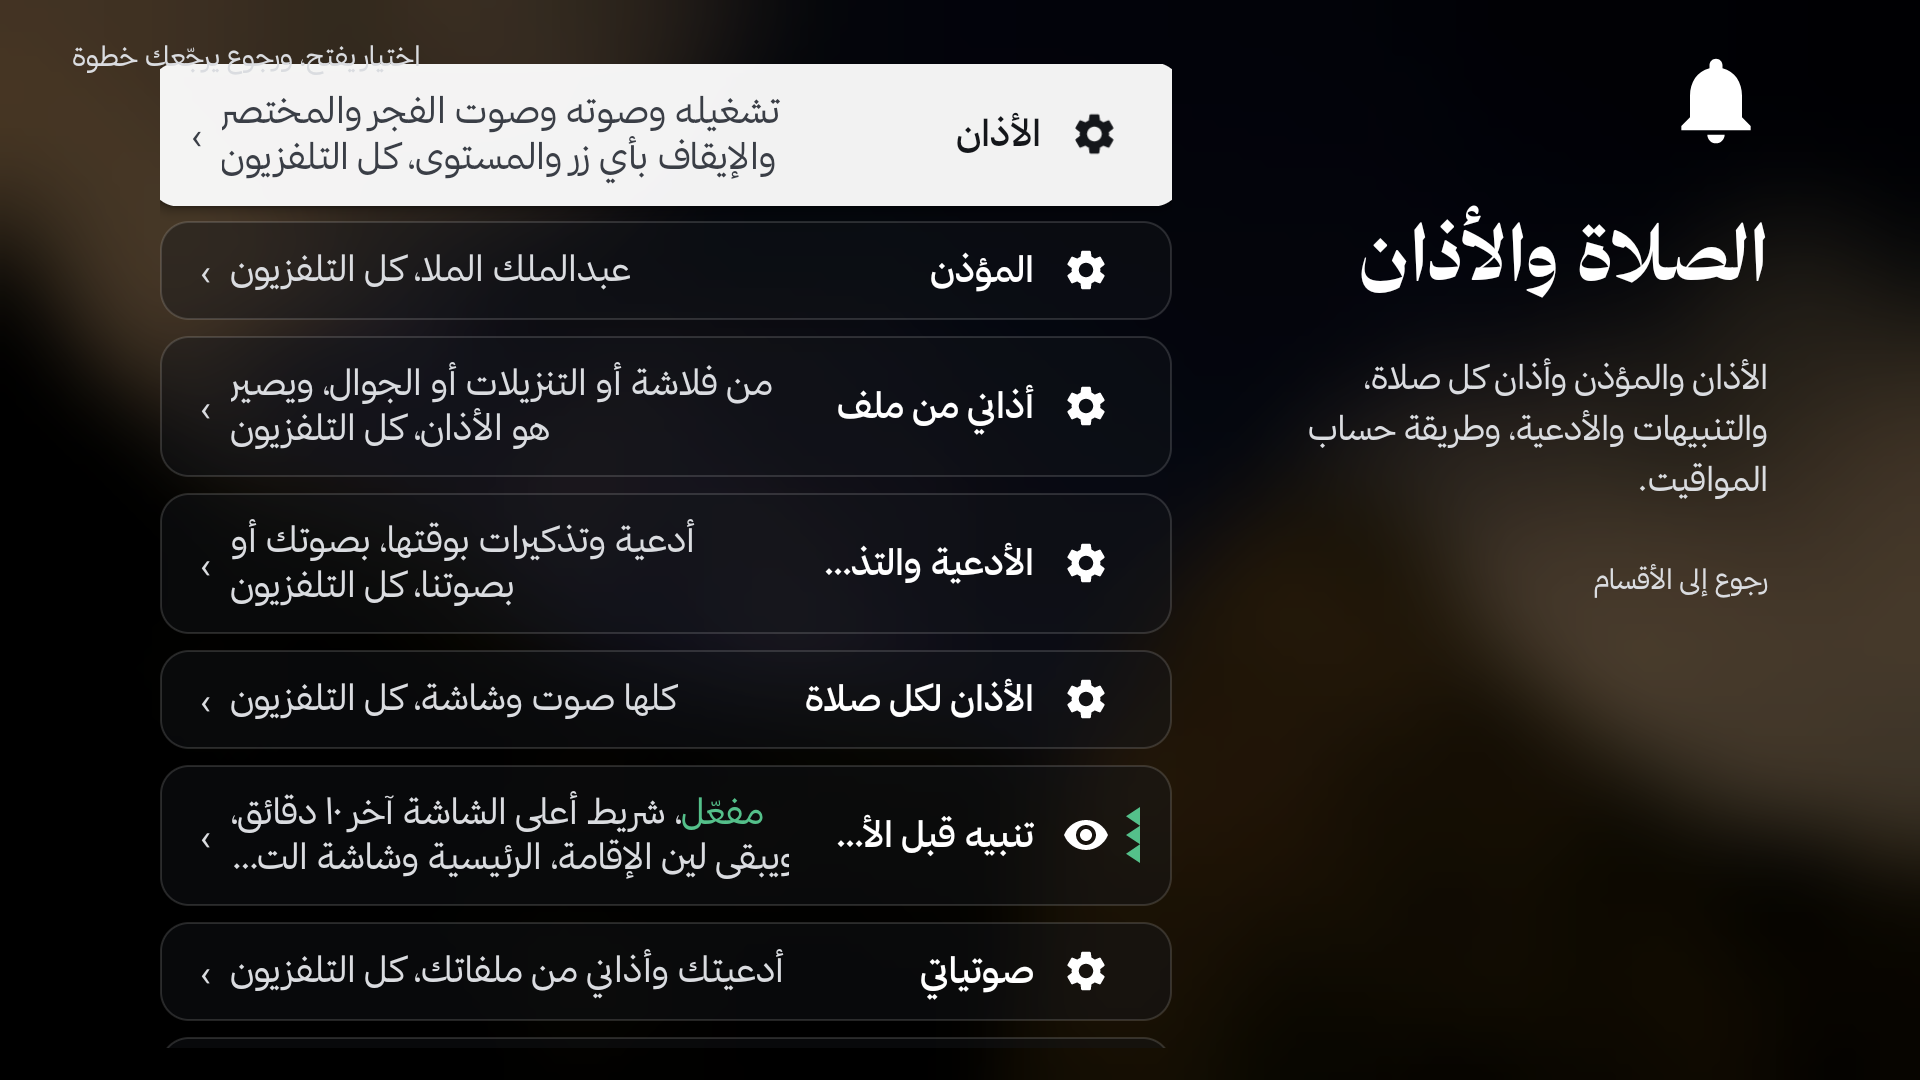 اختيار يفتح، ورجوع يرجّعك خطوة
الصلاة والأذان
الأذان والمؤذن وأذان كل صلاة،
والتنبيهات والأدعية، وطريقة حساب
المواقيت.
رجوع إلى الأقسام
الأذان
تشغيله وصوته وصوت الفجر والمختصر
والإيقاف بأي زر والمستوى، كل التلفزيون
المؤذن
عبدالملك الملا، كل التلفزيون
أذاني من ملف
من فلاشة أو التنزيلات أو الجوال، ويصير
هو الأذان، كل التلفزيون
الأدعية والتذ...
أدعية وتذكيرات بوقتها، بصوتك أو
بصوتنا، كل التلفزيون
الأذان لكل صلاة
كلها صوت وشاشة، كل التلفزيون
تنبيه قبل الأ...
مفعّل، شريط أعلى الشاشة آخر ١٠ دقائق،
ويبقى لين الإقامة، الرئيسية وشاشة الت...
صوتياتي
أدعيتك وأذاني من ملفاتك، كل التلفزيون